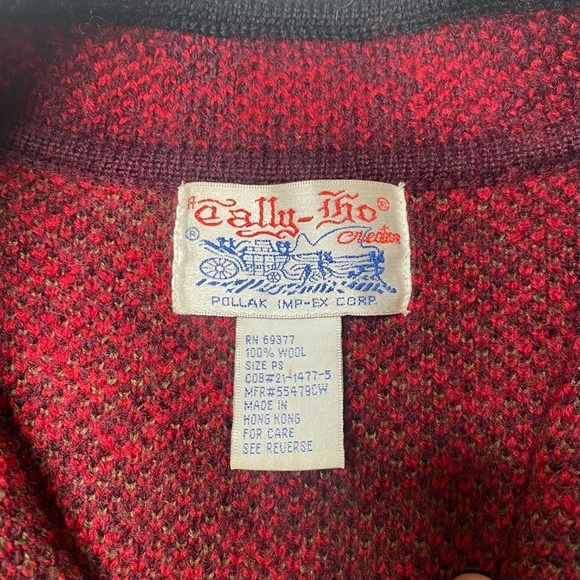 A Tally-Ho®
® Collection
POLLAK IMP-EX CORP.
RN 69377
100% WOOL
SIZE PS
COB#21-1477-5
MFR#55479CW
MADE IN
HONG KONG
FOR CARE
SEE REVERSE